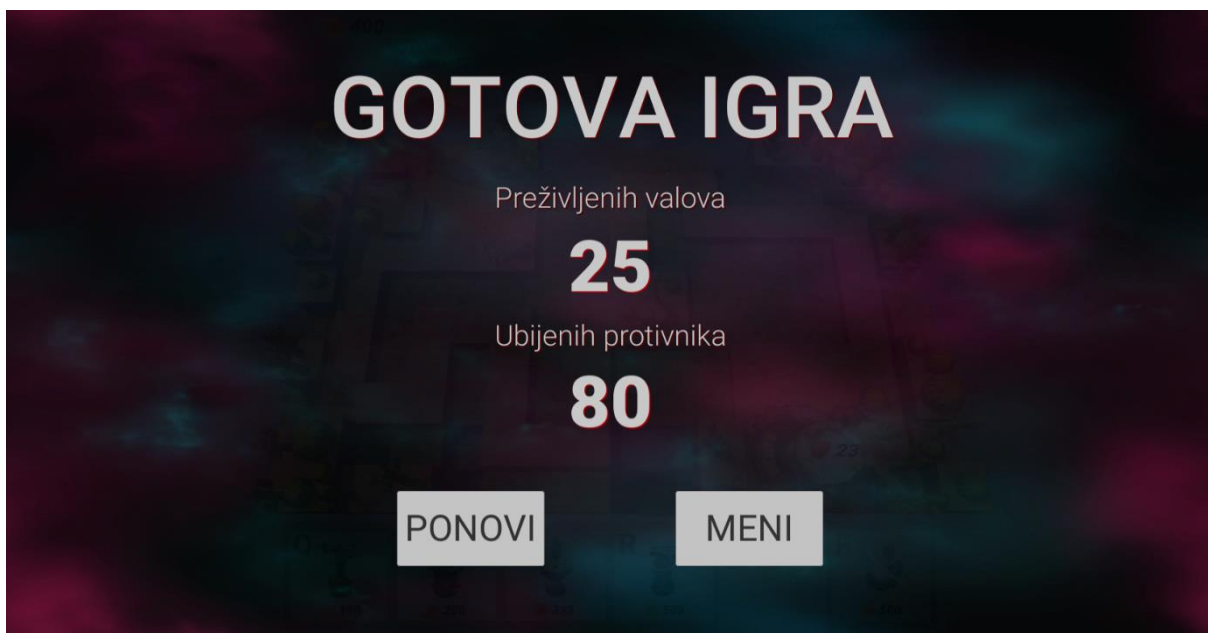 GOTOVA IGRA
Preživljenih valova
25
Ubijenih protivnika
80
PONOVI
MENI